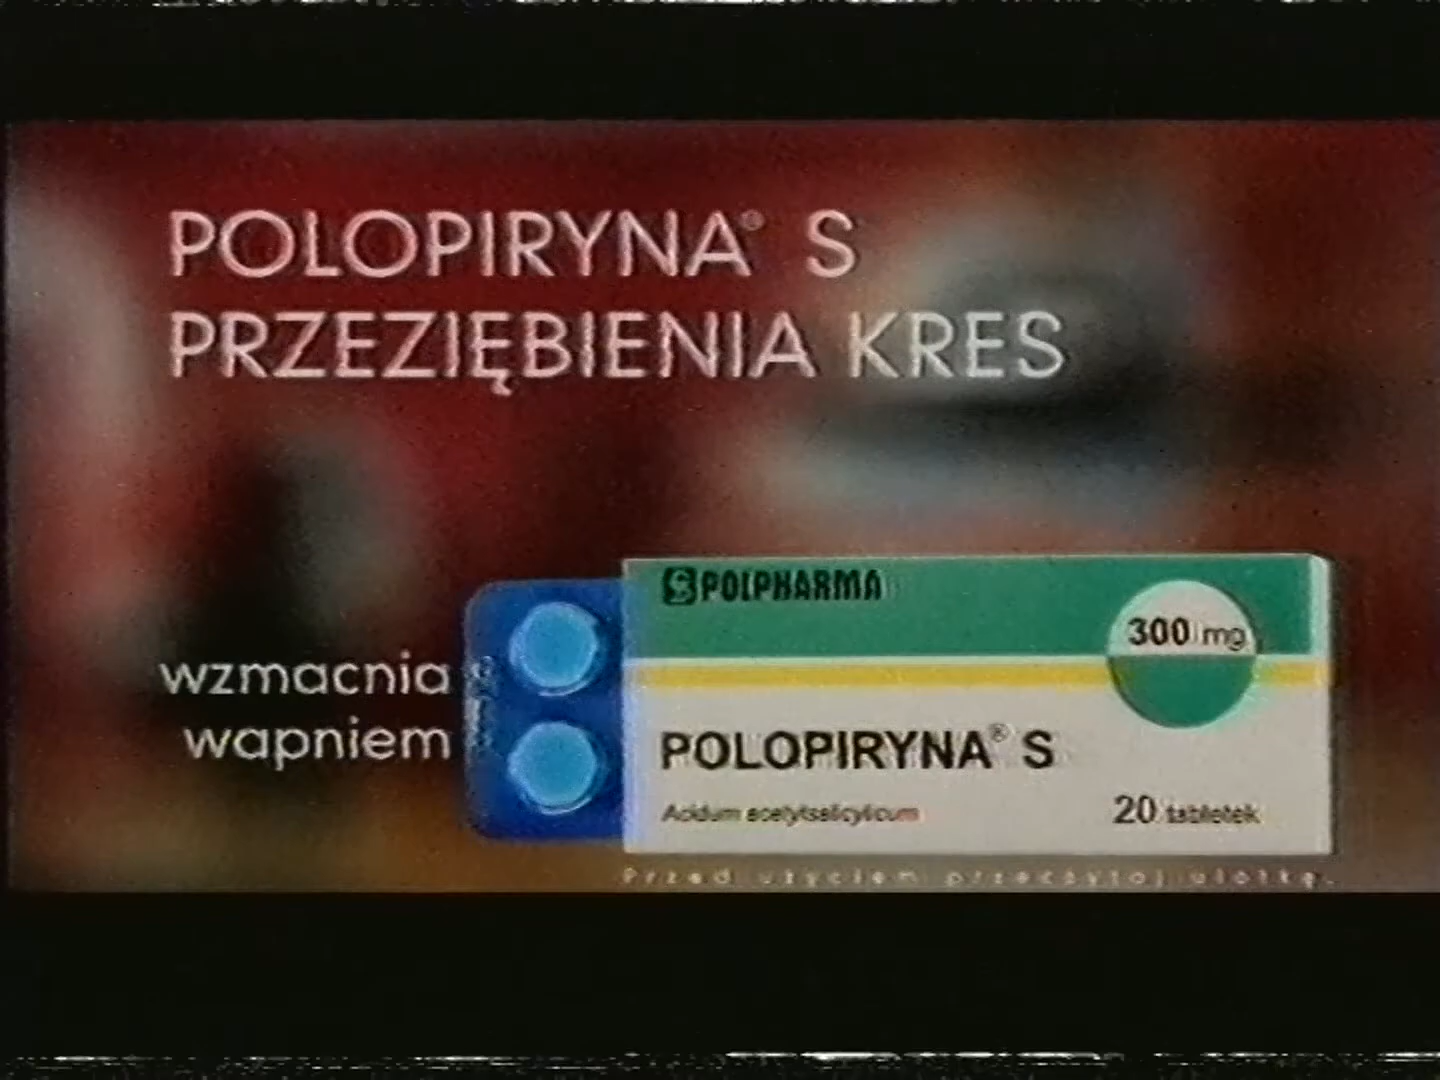 POLOPIRYNA® S
PRZEZIĘBIENIA KRES
wzmacnia
wapniem
POLPHARMA
300 mg
POLOPIRYNA® S
Acidum acetylsalicylicum
20 tabletek
Przed użyciem przeczytaj ulotkę.